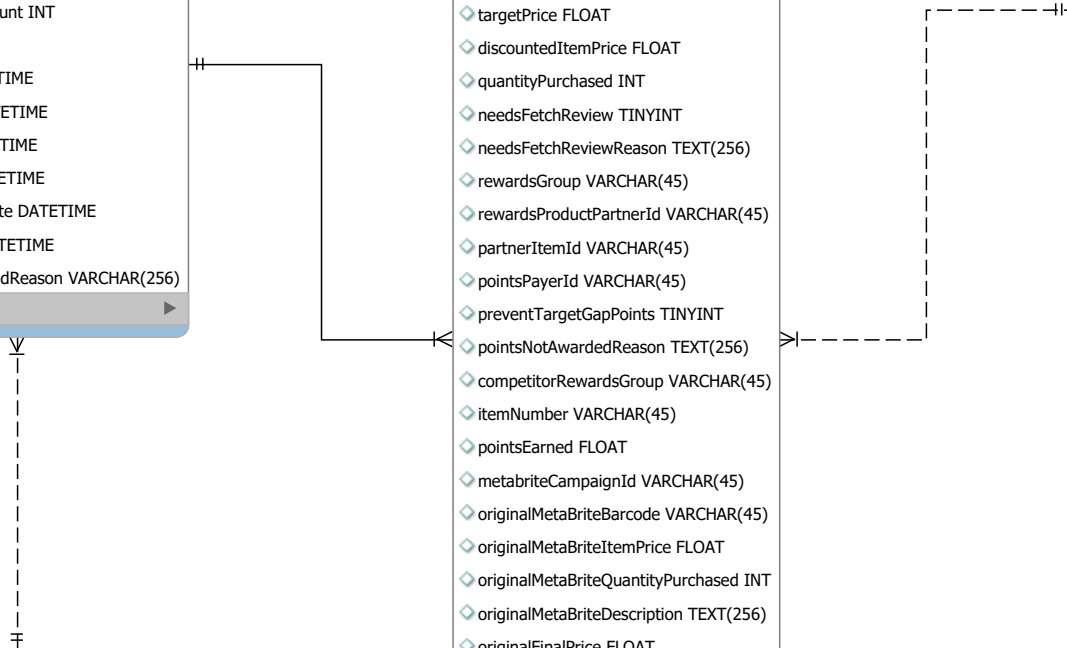 unt INT
TIME
ETIME
TIME
ETIME
te DATETIME
TETIME
dReason VARCHAR(256)
targetPrice FLOAT
discountedItemPrice FLOAT
quantityPurchased INT
needsFetchReview TINYINT
needsFetchReviewReason TEXT(256)
rewardsGroup VARCHAR(45)
rewardsProductPartnerId VARCHAR(45)
partnerItemId VARCHAR(45)
pointsPayerId VARCHAR(45)
preventTargetGapPoints TINYINT
pointsNotAwardedReason TEXT(256)
competitorRewardsGroup VARCHAR(45)
itemNumber VARCHAR(45)
pointsEarned FLOAT
metabriteCampaignId VARCHAR(45)
originalMetaBriteBarcode VARCHAR(45)
originalMetaBriteItemPrice FLOAT
originalMetaBriteQuantityPurchased INT
originalMetaBriteDescription TEXT(256)
originalFinalPrice FLOAT